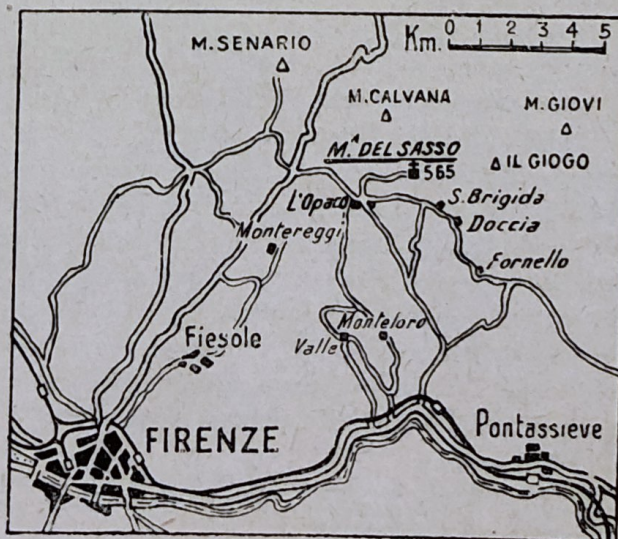 Km. 0 1 2 3 4 5
M. SENARIO
M. CALVANA
M. GIOVI
M.A DEL SASSO
565
IL GIOGO
L'Opaco
S. Brigida
Doccia
Montereggi
Fornello
Fiesole
Valle
Monteloro
FIRENZE
Pontassieve